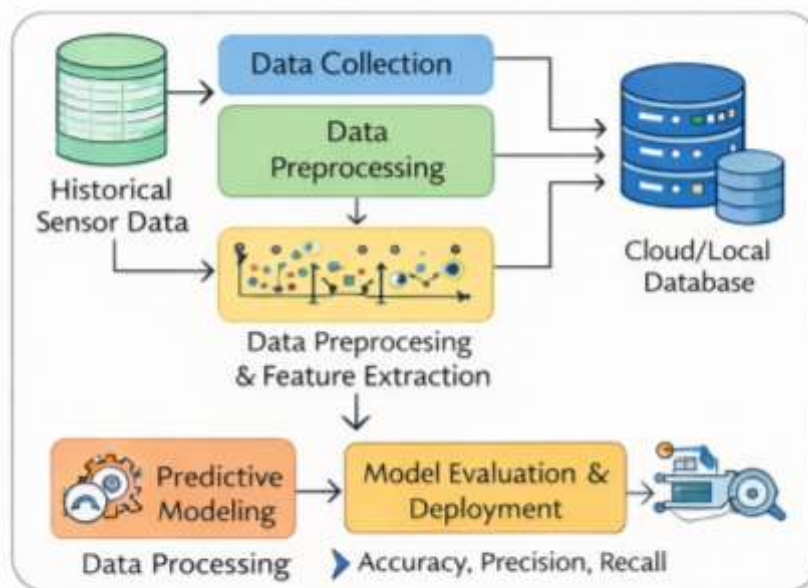 Data Collection
Data
Preprocessing
Historical
Sensor Data
Cloud/Local
Database
Data Preprocesing
& Feature Extraction
Predictive
Modeling
Model Evaluation &
Deployment
Data Processing
Accuracy, Precision, Recall